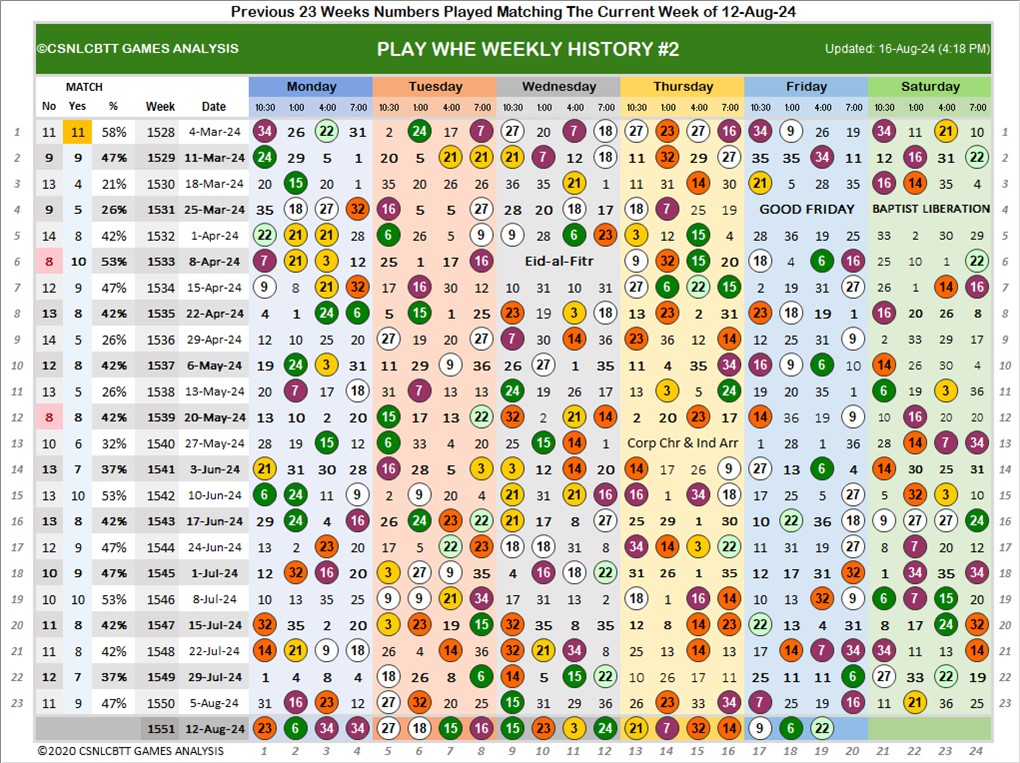 Previous 23 Weeks Numbers Played Matching The Current Week of 12-Aug-24
©CSNLCBTT GAMES ANALYSIS PLAY WHE WEEKLY HISTORY #2 Updated: 16-Aug-24 (4:18 PM)
MATCH Monday Tuesday Wednesday Thursday Friday Saturday
No Yes % Week Date 10:30 1:00 4:00 7:00 10:30 1:00 4:00 7:00 10:30 1:00 4:00 7:00 10:30 1:00 4:00 7:00 10:30 1:00 4:00 7:00 10:30 1:00 4:00 7:00
1 11 11 58% 1528 4-Mar-24 34 26 22 31 2 24 17 7 27 20 7 18 27 23 27 16 34 9 26 19 34 11 21 10 1
2 9 9 47% 1529 11-Mar-24 24 29 5 1 20 5 21 21 21 7 12 18 11 32 29 27 35 35 34 11 12 16 31 22 2
3 13 4 21% 1530 18-Mar-24 20 15 20 1 35 20 26 26 36 35 21 1 11 31 14 30 21 5 28 35 16 14 35 4 3
4 9 5 26% 1531 25-Mar-24 35 18 27 32 16 5 5 27 28 20 18 17 18 7 25 19 GOOD FRIDAY BAPTIST LIBERATION 4
5 14 8 42% 1532 1-Apr-24 22 21 21 28 6 26 5 9 9 28 6 23 3 12 15 4 28 36 19 25 33 2 30 29 5
6 8 10 53% 1533 8-Apr-24 7 21 3 12 25 1 17 16 Eid-al-Fitr 9 32 15 20 18 4 6 16 25 10 1 22 6
7 12 9 47% 1534 15-Apr-24 9 8 21 32 17 16 30 12 10 31 10 31 27 6 22 15 2 19 31 27 26 1 14 16 7
8 13 8 42% 1535 22-Apr-24 4 1 24 6 5 15 1 25 23 19 3 18 13 23 2 31 23 18 19 1 16 20 26 8 8
9 14 5 26% 1536 29-Apr-24 12 10 25 20 27 19 20 27 7 30 14 36 23 36 12 14 12 25 31 9 2 33 29 17 9
10 12 8 42% 1537 6-May-24 19 24 3 31 11 29 9 36 26 27 1 35 11 4 35 34 16 9 6 10 14 26 30 4 10
11 13 5 26% 1538 13-May-24 20 7 17 18 31 7 13 13 24 19 26 17 13 3 5 24 19 20 35 1 6 19 3 36 11
12 8 8 42% 1539 20-May-24 13 10 2 20 15 17 13 22 32 2 21 14 2 20 23 12 14 36 19 9 10 16 20 20 12
13 10 6 32% 1540 27-May-24 28 19 15 12 6 33 4 20 25 15 14 1 Corp Chr & Ind Arr 1 28 1 36 28 14 7 34 13
14 13 7 37% 1541 3-Jun-24 21 31 30 28 16 28 5 3 3 12 14 20 14 17 26 9 27 13 6 4 14 30 25 31 14
15 13 10 53% 1542 10-Jun-24 6 24 11 9 2 9 20 4 21 31 21 16 16 1 34 18 17 25 5 27 5 32 3 10 15
16 13 8 42% 1543 17-Jun-24 29 24 4 16 26 24 23 22 21 17 8 27 25 29 1 30 10 22 36 18 9 27 27 24 16
17 12 9 47% 1544 24-Jun-24 13 2 23 20 17 5 22 23 18 18 31 8 34 14 3 22 11 31 19 27 8 7 20 12 17
18 10 9 47% 1545 1-Jul-24 12 32 16 20 3 27 9 35 4 16 18 22 31 26 1 35 12 17 31 32 1 34 35 34 18
19 10 10 53% 1546 8-Jul-24 10 13 35 25 9 9 21 34 17 31 13 2 18 1 16 14 10 13 32 9 6 7 15 20 19
20 11 8 42% 1547 15-Jul-24 32 35 2 20 3 23 19 15 32 35 8 35 12 8 14 23 22 13 4 31 8 17 24 32 20
21 11 8 42% 1548 22-Jul-24 14 21 9 18 26 4 14 36 32 21 34 8 25 13 14 13 17 14 7 34 34 11 13 14 21
22 12 7 37% 1549 29-Jul-24 1 4 8 4 18 26 8 6 14 5 15 22 10 26 17 11 25 11 11 6 27 33 22 19 22
23 11 9 47% 1550 5-Aug-24 31 16 23 12 27 32 20 2 15 19 31 29 26 23 33 34 7 25 19 16 11 21 36 25 23
1551 12-Aug-24 23 6 34 34 27 18 15 16 15 23 3 24 21 7 32 14 9 6 22
©2020 CSNLCBTT GAMES ANALYSIS 1 2 3 4 5 6 7 8 9 10 11 12 13 14 15 16 17 18 19 20 21 22 23 24